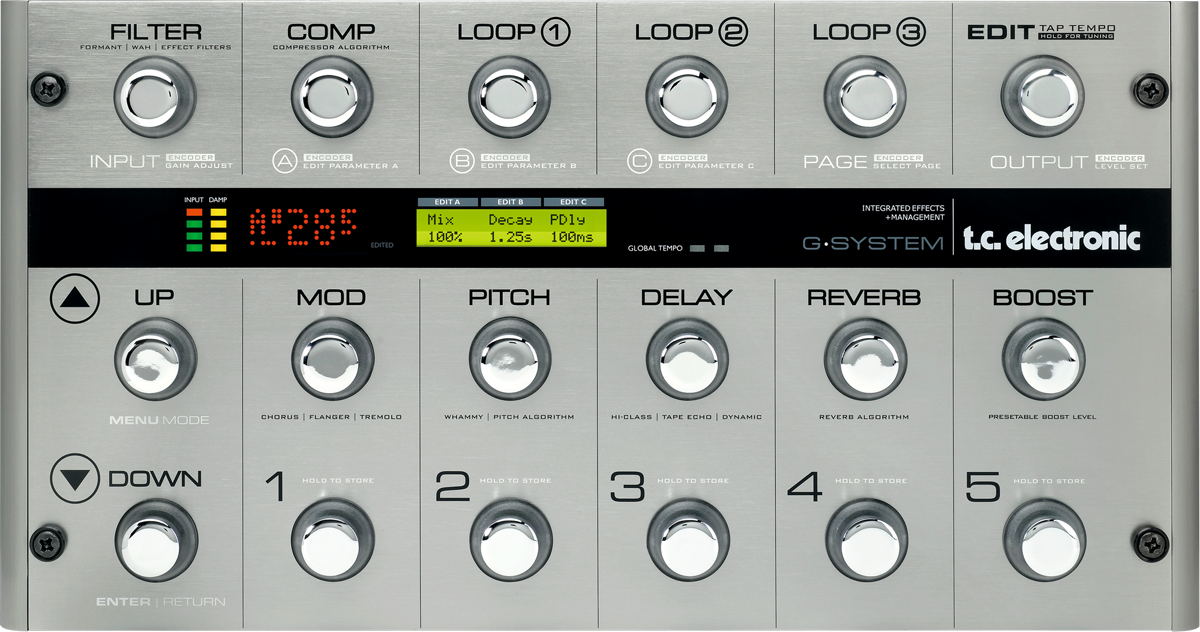 FILTER
FORMANT | WAH | EFFECT FILTERS
COMP
COMPRESSOR ALGORITHM
LOOP 1
LOOP 2
LOOP 3
EDIT TAP TEMPO
HOLD FOR TUNING
INPUT ENCODER
GAIN ADJUST
A ENCODER
EDIT PARAMETER A
B ENCODER
EDIT PARAMETER B
C ENCODER
EDIT PARAMETER C
PAGE ENCODER
SELECT PAGE
OUTPUT ENCODER
LEVEL SET
INPUT DAMP
EDITED
EDIT A EDIT B EDIT C
Mix Decay PDly
100% 1.25s 100ms
GLOBAL TEMPO
INTEGRATED EFFECTS
+MANAGEMENT
G·SYSTEM
t.c. electronic
UP
MENU MODE
MOD
CHORUS | FLANGER | TREMOLO
PITCH
WHAMMY | PITCH ALGORITHM
DELAY
HI-CLASS | TAPE ECHO | DYNAMIC
REVERB
REVERB ALGORITHM
BOOST
PRESETABLE BOOST LEVEL
DOWN
ENTER | RETURN
1 HOLD TO STORE
2 HOLD TO STORE
3 HOLD TO STORE
4 HOLD TO STORE
5 HOLD TO STORE